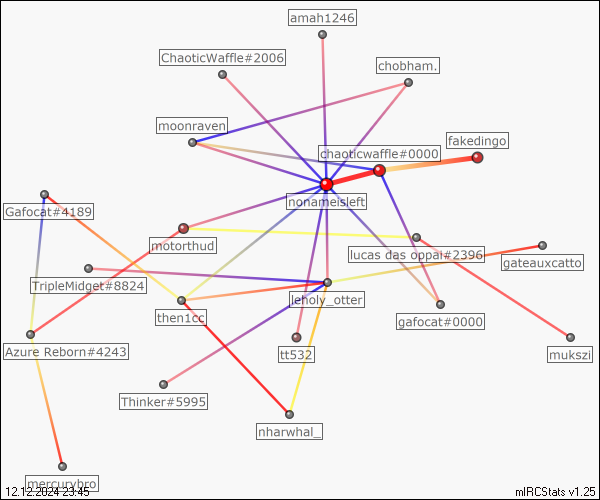 amah1246
ChaoticWaffle#2006
chobham.
moonraven
fakedingo
chaoticwaffle#0000
nonameisleft
Gafocat#4189
motorthud
lucas das oppai#2396
gateauxcatto
TripleMidget#8824
leholy_otter
then1cc
gafocat#0000
Azure Reborn#4243
tt532
mukszi
Thinker#5995
nharwhal_
mercurybro
12.12.2024 23:45
mIRCStats v1.25